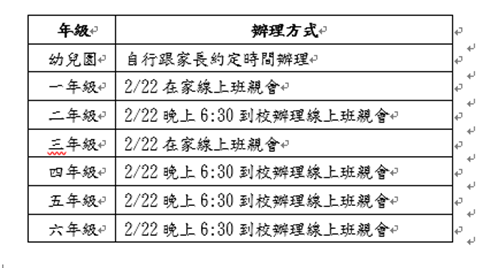 年級 辦理方式
幼兒園 自行跟家長約定時間辦理
一年級 2/22 在家線上班親會
二年級 2/22 晚上 6:30 到校辦理線上班親會
三年級 2/22 在家線上班親會
四年級 2/22 晚上 6:30 到校辦理線上班親會
五年級 2/22 晚上 6:30 到校辦理線上班親會
六年級 2/22 晚上 6:30 到校辦理線上班親會